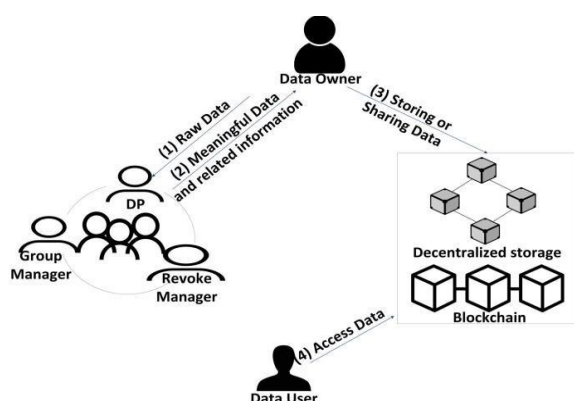 Data Owner
(1) Raw Data
(2) Meaningful Data
and related information
(3) Storing or
Sharing Data
DP
Group
Manager
Revoke
Manager
Decentralized storage
Blockchain
(4) Access Data
Data User